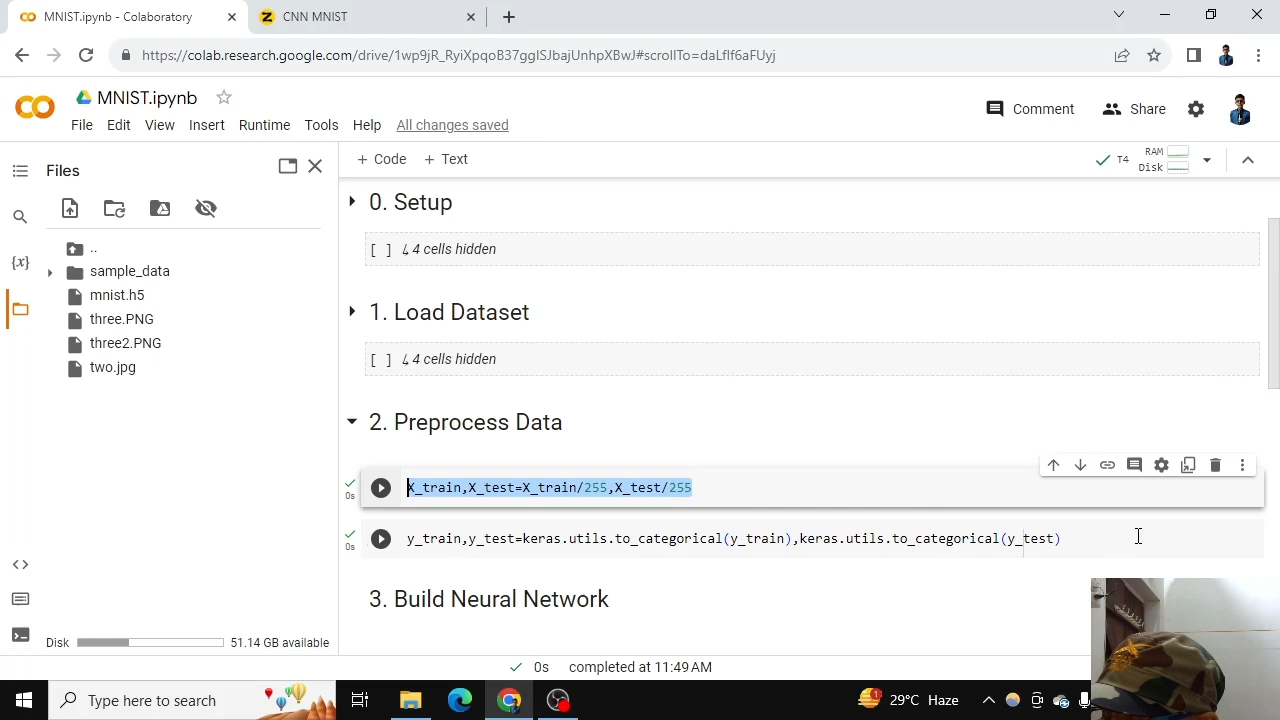 MNIST.ipynb - Colaboratory
CNN MNIST
https://colab.research.google.com/drive/1wp9jR_RyiXpqoB37ggISJbajUnhpXBwJ#scrollTo=daLfIf6aFUyj
MNIST.ipynb
Comment
Share
File Edit View Insert Runtime Tools Help All changes saved
Files
+ Code + Text
T4
RAM
Disk
..
sample_data
mnist.h5
three.PNG
three2.PNG
two.jpg
Disk
51.14 GB available
0. Setup
[ ] ↳ 4 cells hidden
1. Load Dataset
[ ] ↳ 4 cells hidden
2. Preprocess Data
0s
X_train,X_test=X_train/255,X_test/255
0s
y_train,y_test=keras.utils.to_categorical(y_train),keras.utils.to_categorical(y_test)
3. Build Neural Network
0s completed at 11:49 AM
Type here to search
1
29°C Haze